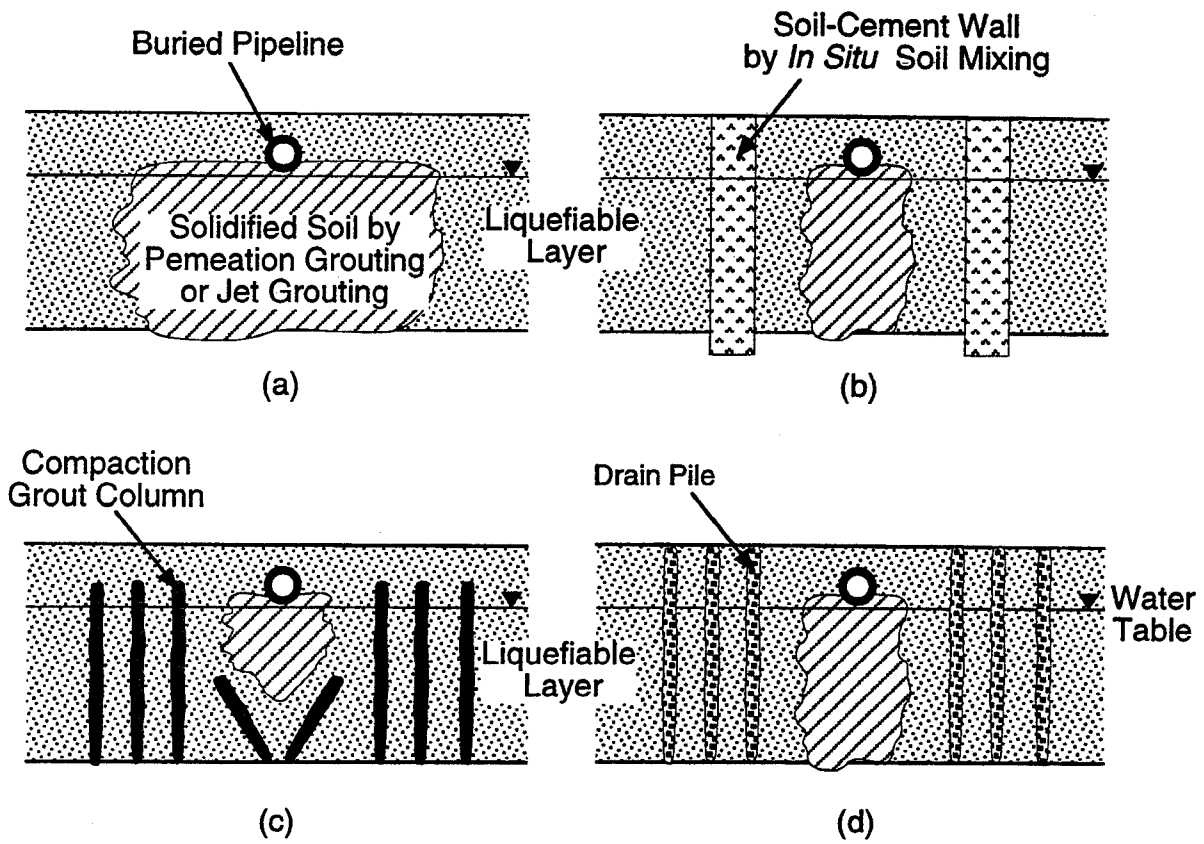 Buried Pipeline
Soil-Cement Wall
by In Situ Soil Mixing
Solidified Soil by
Pemeation Grouting
or Jet Grouting
Liquefiable
Layer
(a)
(b)
Compaction
Grout Column
Drain Pile
Liquefiable
Layer
Water
Table
(c)
(d)